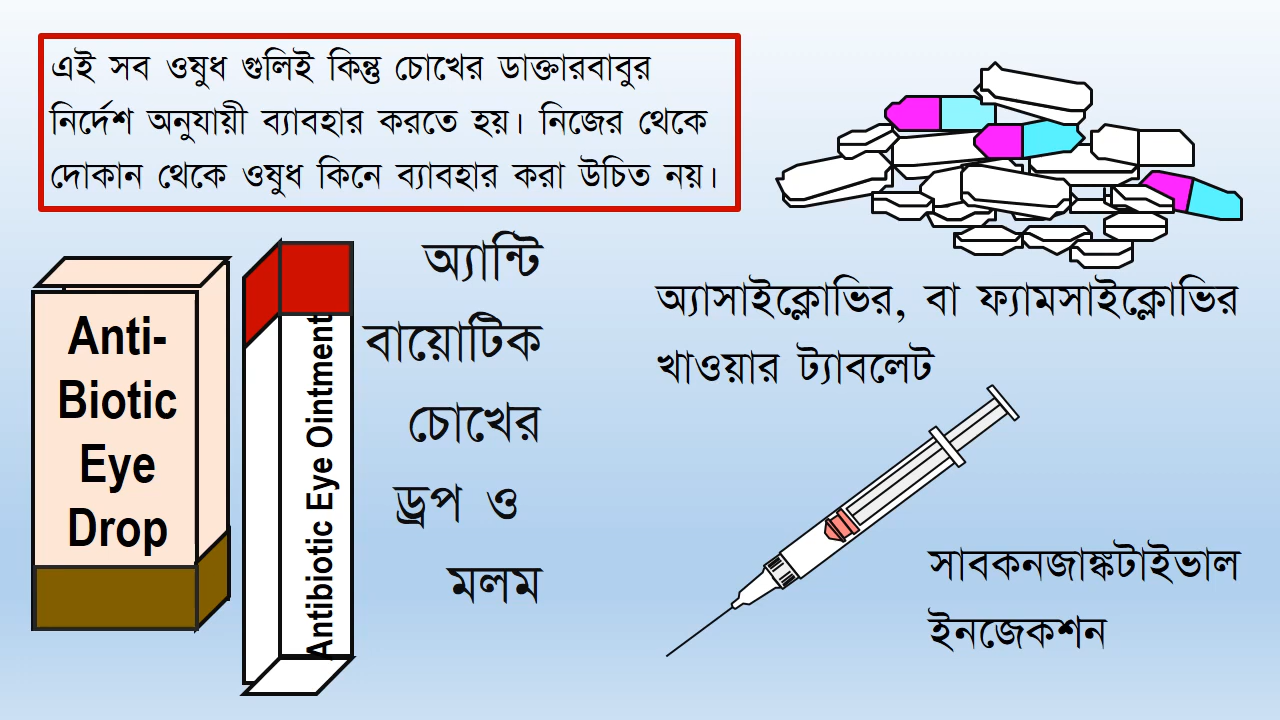 এই সব ওষুধ গুলিই কিন্তু চোখের ডাক্তারবাবুর
নির্দেশ অনুযায়ী ব্যাবহার করতে হয়। নিজের থেকে
দোকান থেকে ওষুধ কিনে ব্যাবহার করা উচিত নয়।
Anti-
Biotic
Eye
Drop
Antibiotic Eye Ointment
অ্যান্টি
বায়োটিক
চোখের
ড্রপ ও
মলম
অ্যাসাইক্লোভির, বা ফ্যামসাইক্লোভির
খাওয়ার ট্যাবলেট
সাবকনজাঙ্কটাইভাল
ইনজেকশন